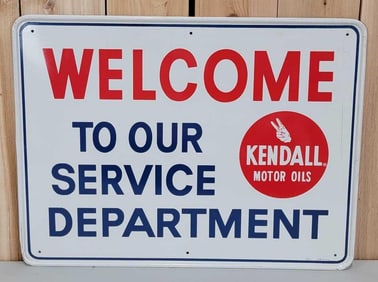 WELCOME
TO OUR
SERVICE
DEPARTMENT
KENDALL
MOTOR OILS